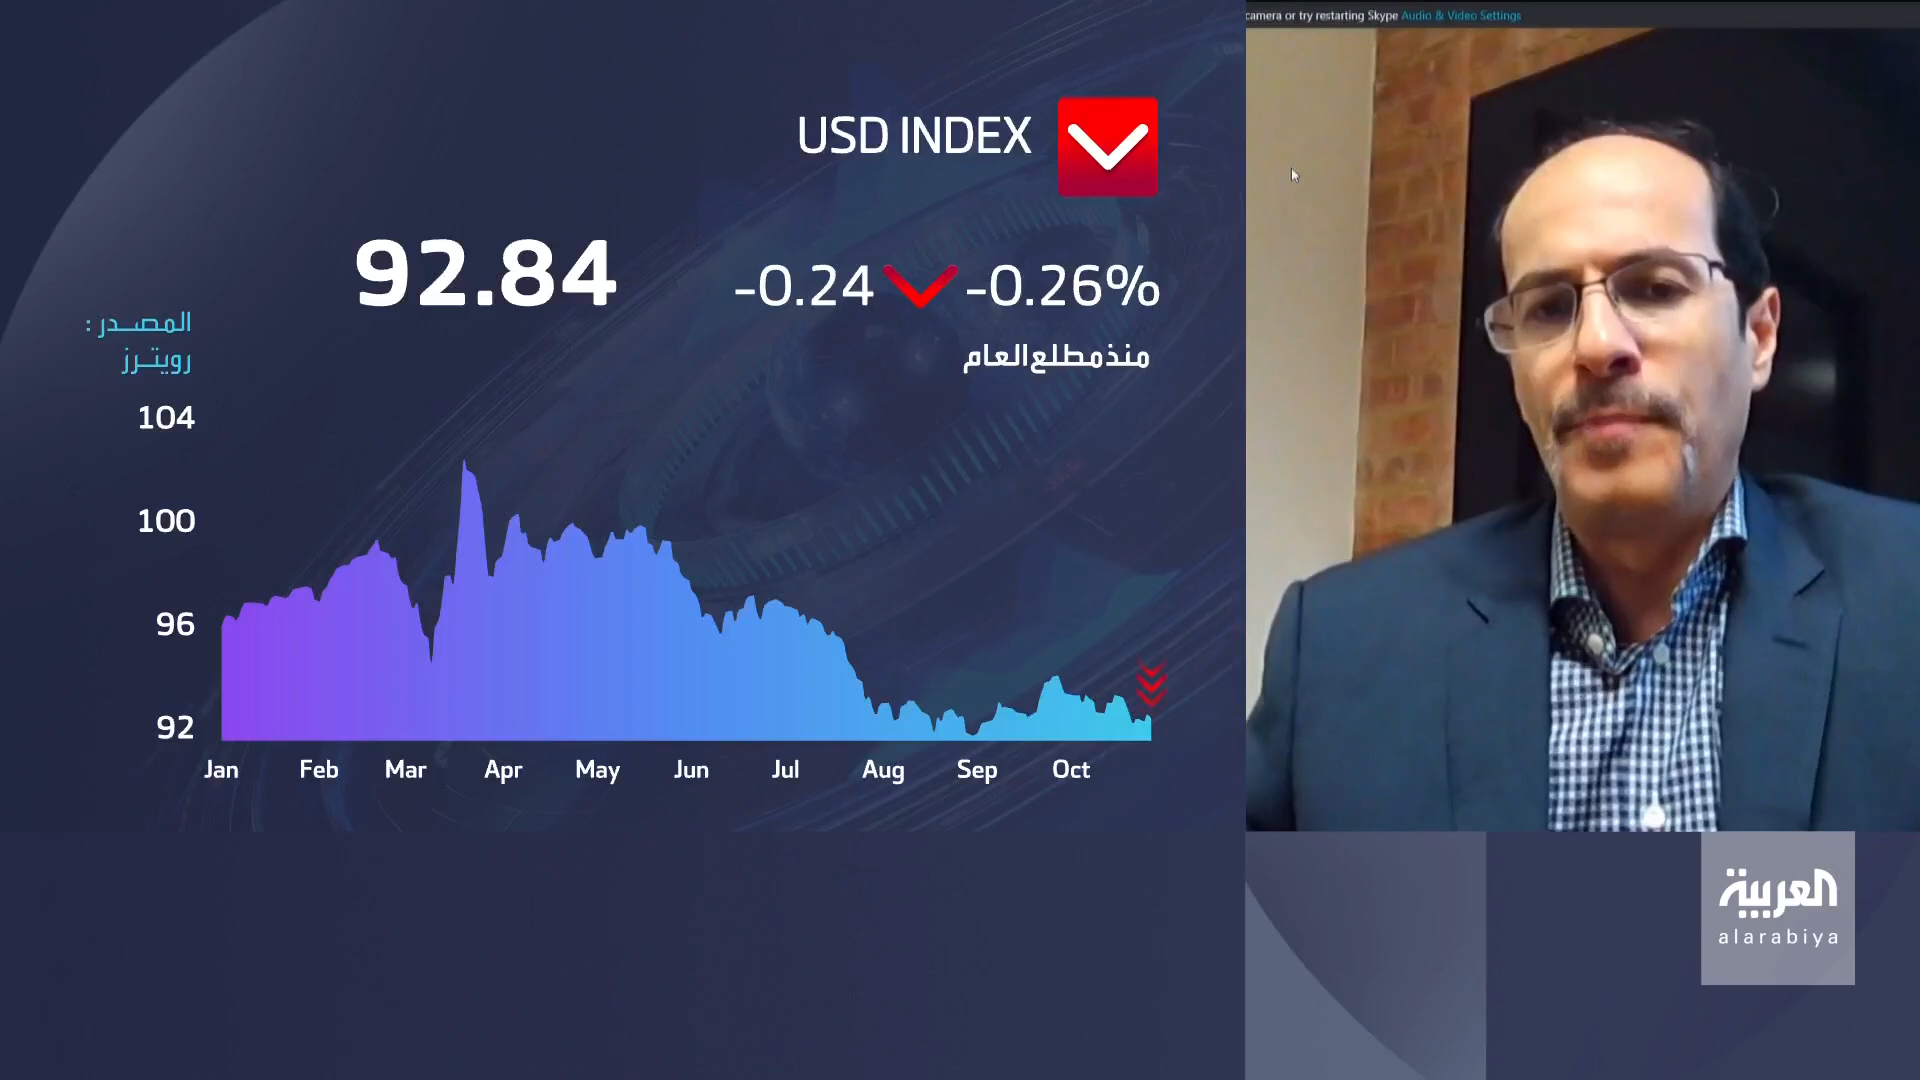 camera or try restarting Skype Audio & Video Settings
USD INDEX
92.84
-0.24 -0.26%
منذ مطلع العام
المصدر :
رويترز
104
100
96
92
Jan Feb Mar Apr May Jun Jul Aug Sep Oct
العربية
alarabiya